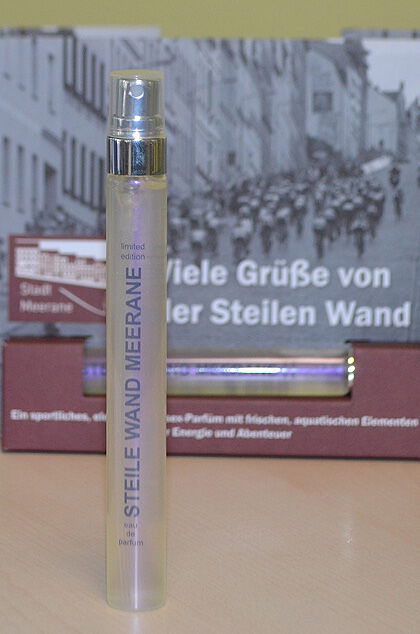 limited
edition
STEILE WAND MEERANE
eau
de
parfum
Stadt
Meerane
Viele Grüße von
der Steilen Wand
Ein sportliches, Parfüm mit frischen, aquatischen Elementen
Energie und Abenteuer